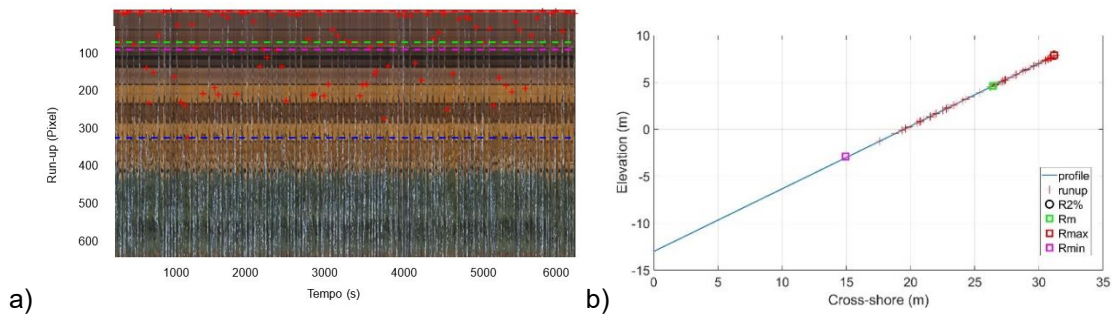 100
200
300
400
500
600
Run-up (Pixel)
1000 2000 3000 4000 5000 6000
Tempo (s)
a)
10
5
0
-5
-10
-15
Elevation (m)
0 5 10 15 20 25 30 35
Cross-shore (m)
profile
runup
R2%
Rm
Rmax
Rmin
b)